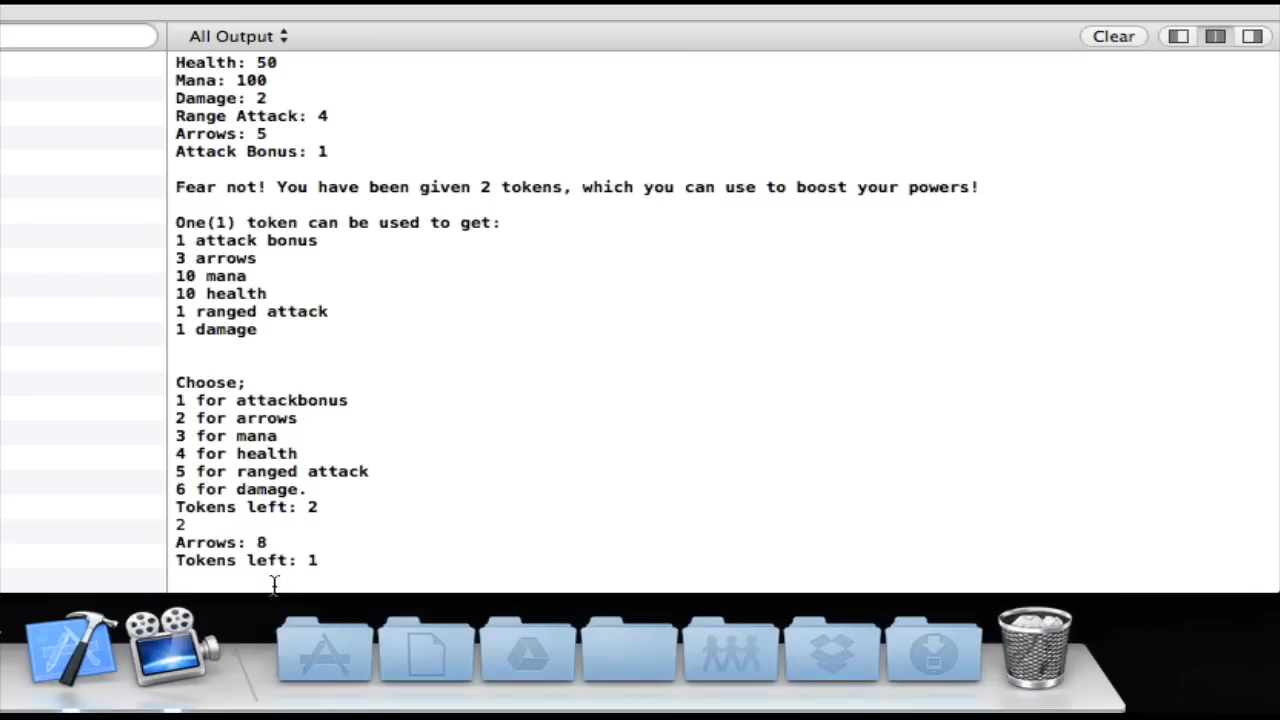 All Output
Clear
Health: 50
Mana: 100
Damage: 2
Range Attack: 4
Arrows: 5
Attack Bonus: 1
Fear not! You have been given 2 tokens, which you can use to boost your powers!
One(1) token can be used to get:
1 attack bonus
3 arrows
10 mana
10 health
1 ranged attack
1 damage
Choose;
1 for attackbonus
2 for arrows
3 for mana
4 for health
5 for ranged attack
6 for damage.
Tokens left: 2
2
Arrows: 8
Tokens left: 1